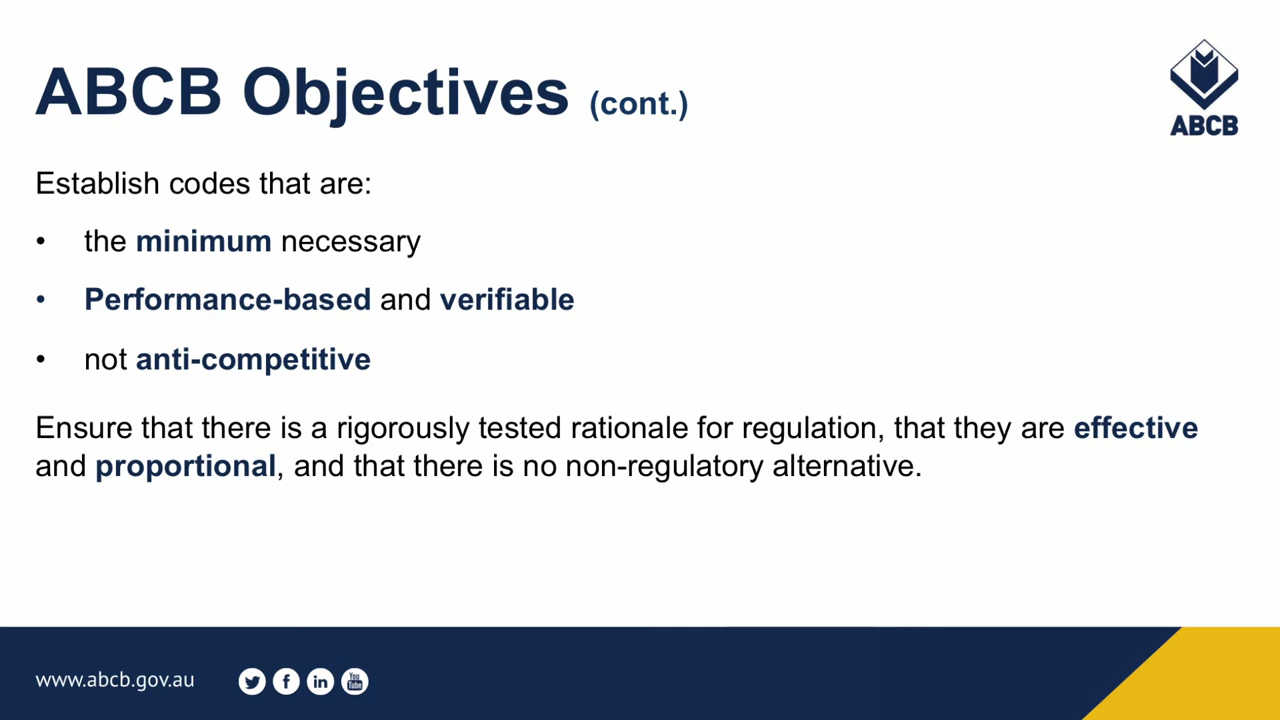 ABCB Objectives (cont.)
ABCB
Establish codes that are:
• the minimum necessary
• Performance-based and verifiable
• not anti-competitive
Ensure that there is a rigorously tested rationale for regulation, that they are effective
and proportional, and that there is no non-regulatory alternative.
www.abcb.gov.au
You
Tube